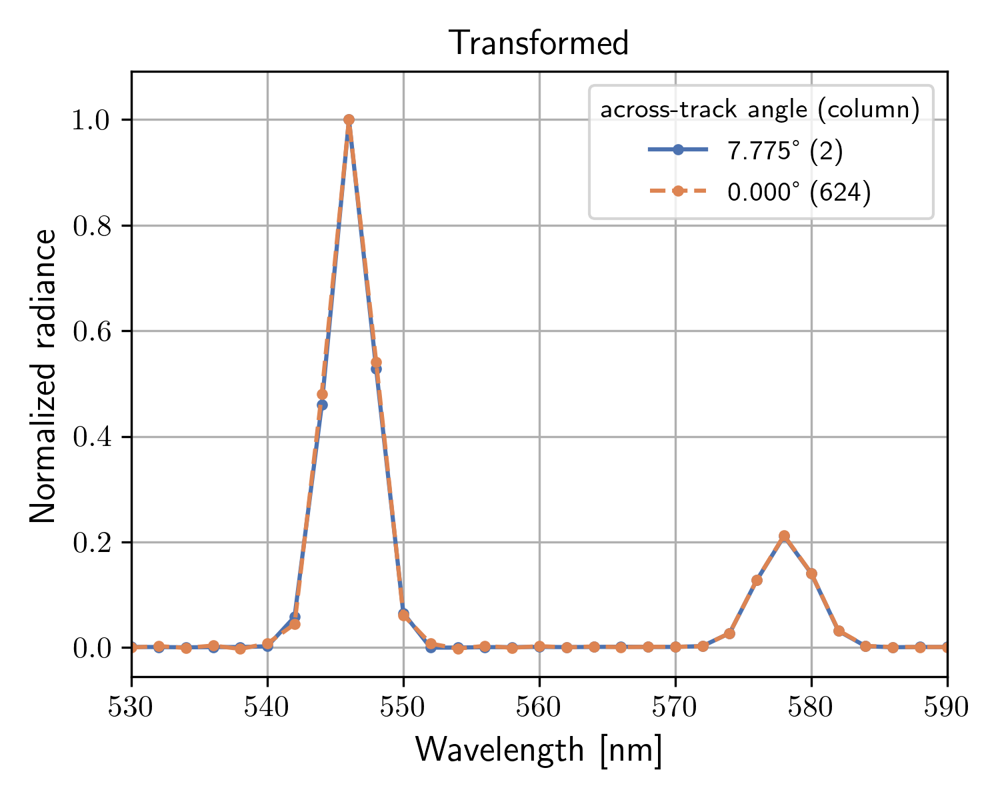 Transformed
across-track angle (column)
7.775° (2)
0.000° (624)
Normalized radiance
1.0
0.8
0.6
0.4
0.2
0.0
530 540 550 560 570 580 590
Wavelength [nm]